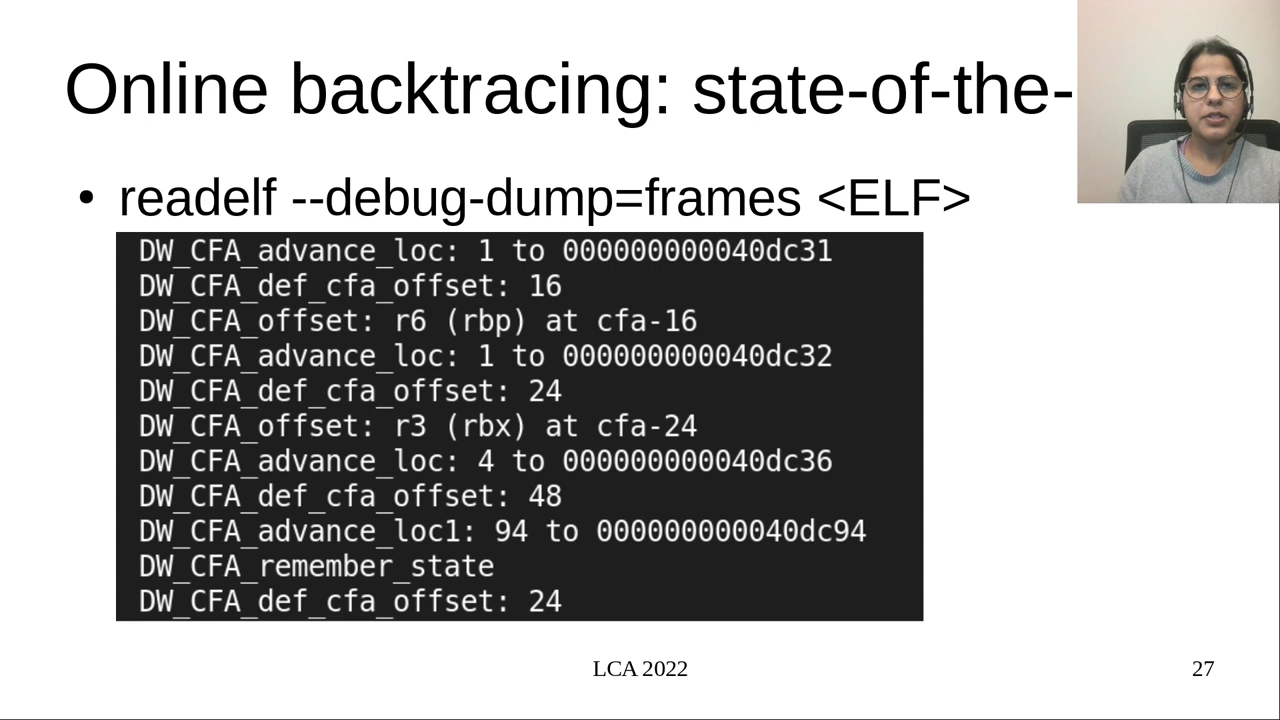 Online backtracing: state-of-the-
• readelf --debug-dump=frames <ELF>
DW_CFA_advance_loc: 1 to 000000000040dc31
DW_CFA_def_cfa_offset: 16
DW_CFA_offset: r6 (rbp) at cfa-16
DW_CFA_advance_loc: 1 to 000000000040dc32
DW_CFA_def_cfa_offset: 24
DW_CFA_offset: r3 (rbx) at cfa-24
DW_CFA_advance_loc: 4 to 000000000040dc36
DW_CFA_def_cfa_offset: 48
DW_CFA_advance_loc1: 94 to 000000000040dc94
DW_CFA_remember_state
DW_CFA_def_cfa_offset: 24
LCA 2022
27